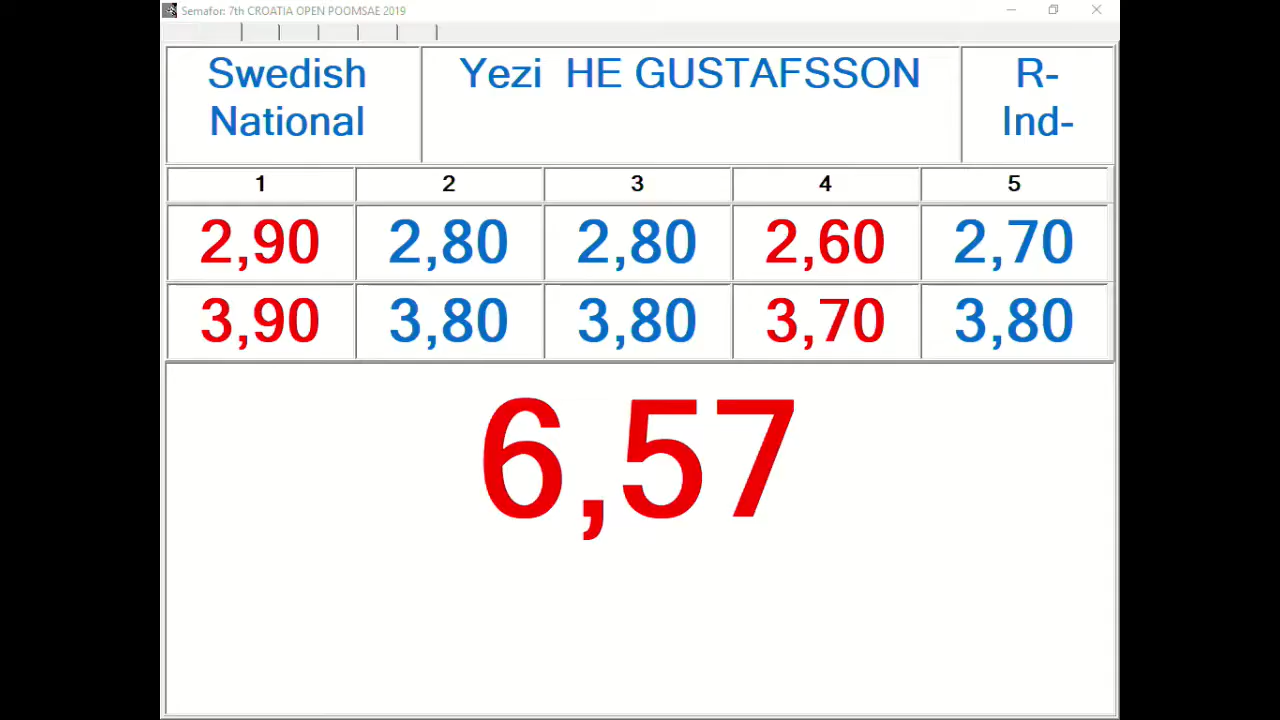 Semafor: 7th CROATIA OPEN POOMSAE 2019
Swedish National
Yezi HE GUSTAFSSON
R-
Ind-
1 2 3 4 5
2,90 2,80 2,80 2,60 2,70
3,90 3,80 3,80 3,70 3,80
6,57